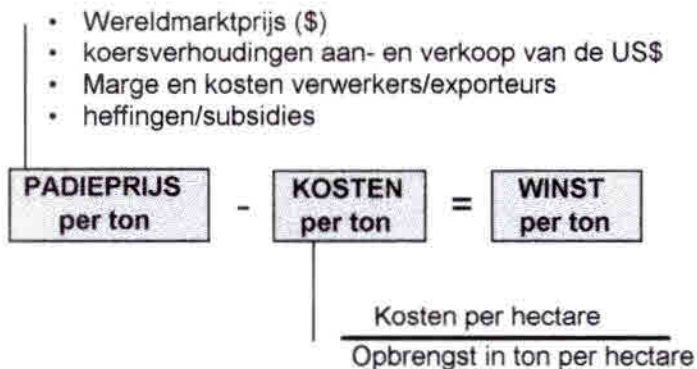 • Wereldmarktprijs ($)
• koersverhoudingen aan- en verkoop van de US$
• Marge en kosten verwerkers/exporteurs
• heffingen/subsidies
PADIEPRIJS - KOSTEN = WINST
per ton per ton per ton
Kosten per hectare
Opbrengst in ton per hectare